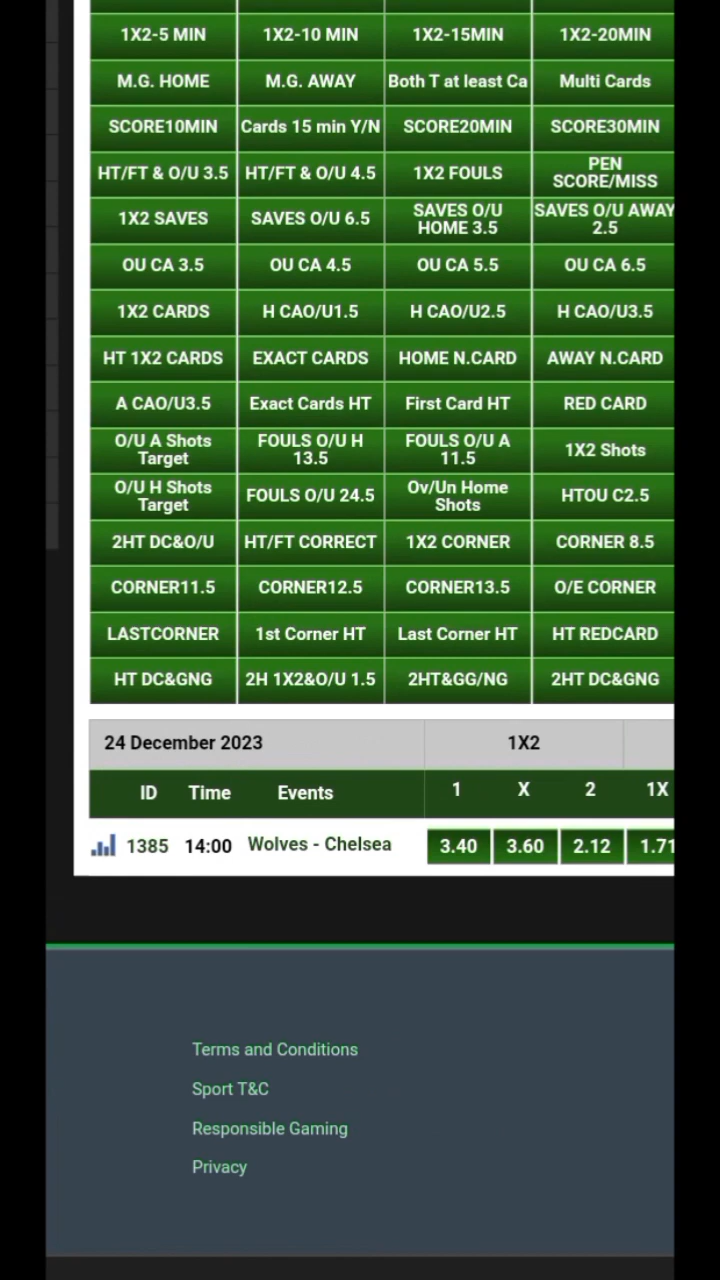 1X2-5 MIN 1X2-10 MIN 1X2-15MIN 1X2-20MIN
M.G. HOME M.G. AWAY Both T at least Ca Multi Cards
SCORE10MIN Cards 15 min Y/N SCORE20MIN SCORE30MIN
HT/FT & O/U 3.5 HT/FT & O/U 4.5 1X2 FOULS PEN SCORE/MISS
1X2 SAVES SAVES O/U 6.5 SAVES O/U HOME 3.5 SAVES O/U AWAY 2.5
OU CA 3.5 OU CA 4.5 OU CA 5.5 OU CA 6.5
1X2 CARDS H CAO/U1.5 H CAO/U2.5 H CAO/U3.5
HT 1X2 CARDS EXACT CARDS HOME N.CARD AWAY N.CARD
A CAO/U3.5 Exact Cards HT First Card HT RED CARD
O/U A Shots Target FOULS O/U H 13.5 FOULS O/U A 11.5 1X2 Shots
O/U H Shots Target FOULS O/U 24.5 Ov/Un Home Shots HTOU C2.5
2HT DC&O/U HT/FT CORRECT 1X2 CORNER CORNER 8.5
CORNER11.5 CORNER12.5 CORNER13.5 O/E CORNER
LASTCORNER 1st Corner HT Last Corner HT HT REDCARD
HT DC&GNG 2H 1X2&O/U 1.5 2HT&GG/NG 2HT DC&GNG
24 December 2023 1X2
ID Time Events 1 X 2 1X
1385 14:00 Wolves - Chelsea 3.40 3.60 2.12 1.71
Terms and Conditions
Sport T&C
Responsible Gaming
Privacy